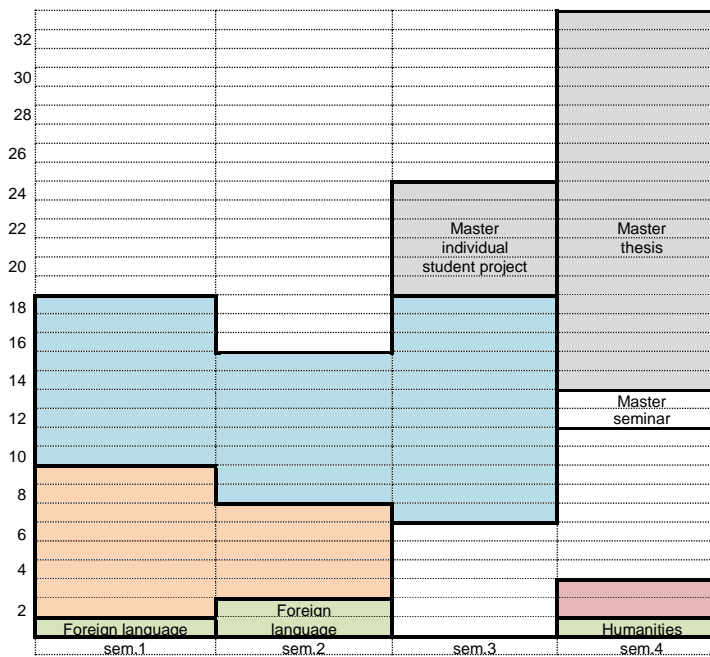 32
30
28
26
24
22
20
18
16
14
12
10
8
6
4
2
Master
individual
student project
Master
thesis
Master
seminar
Foreign language
Foreign
language
Humanities
sem.1
sem.2
sem.3
sem.4